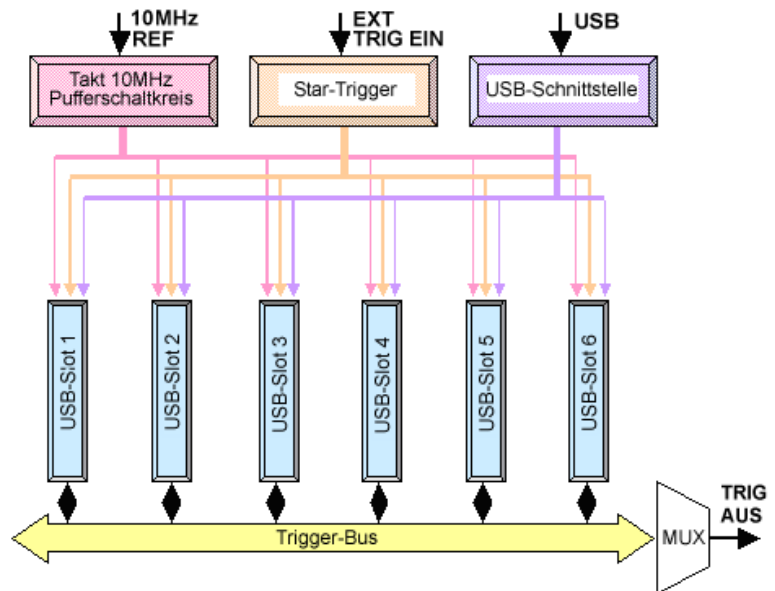 10MHz
REF
EXT
TRIG EIN
USB
Takt 10MHz
Pufferschaltkreis
Star-Trigger
USB-Schnittstelle
USB-Slot 1
USB-Slot 2
USB-Slot 3
USB-Slot 4
USB-Slot 5
USB-Slot 6
Trigger-Bus
MUX
TRIG
AUS